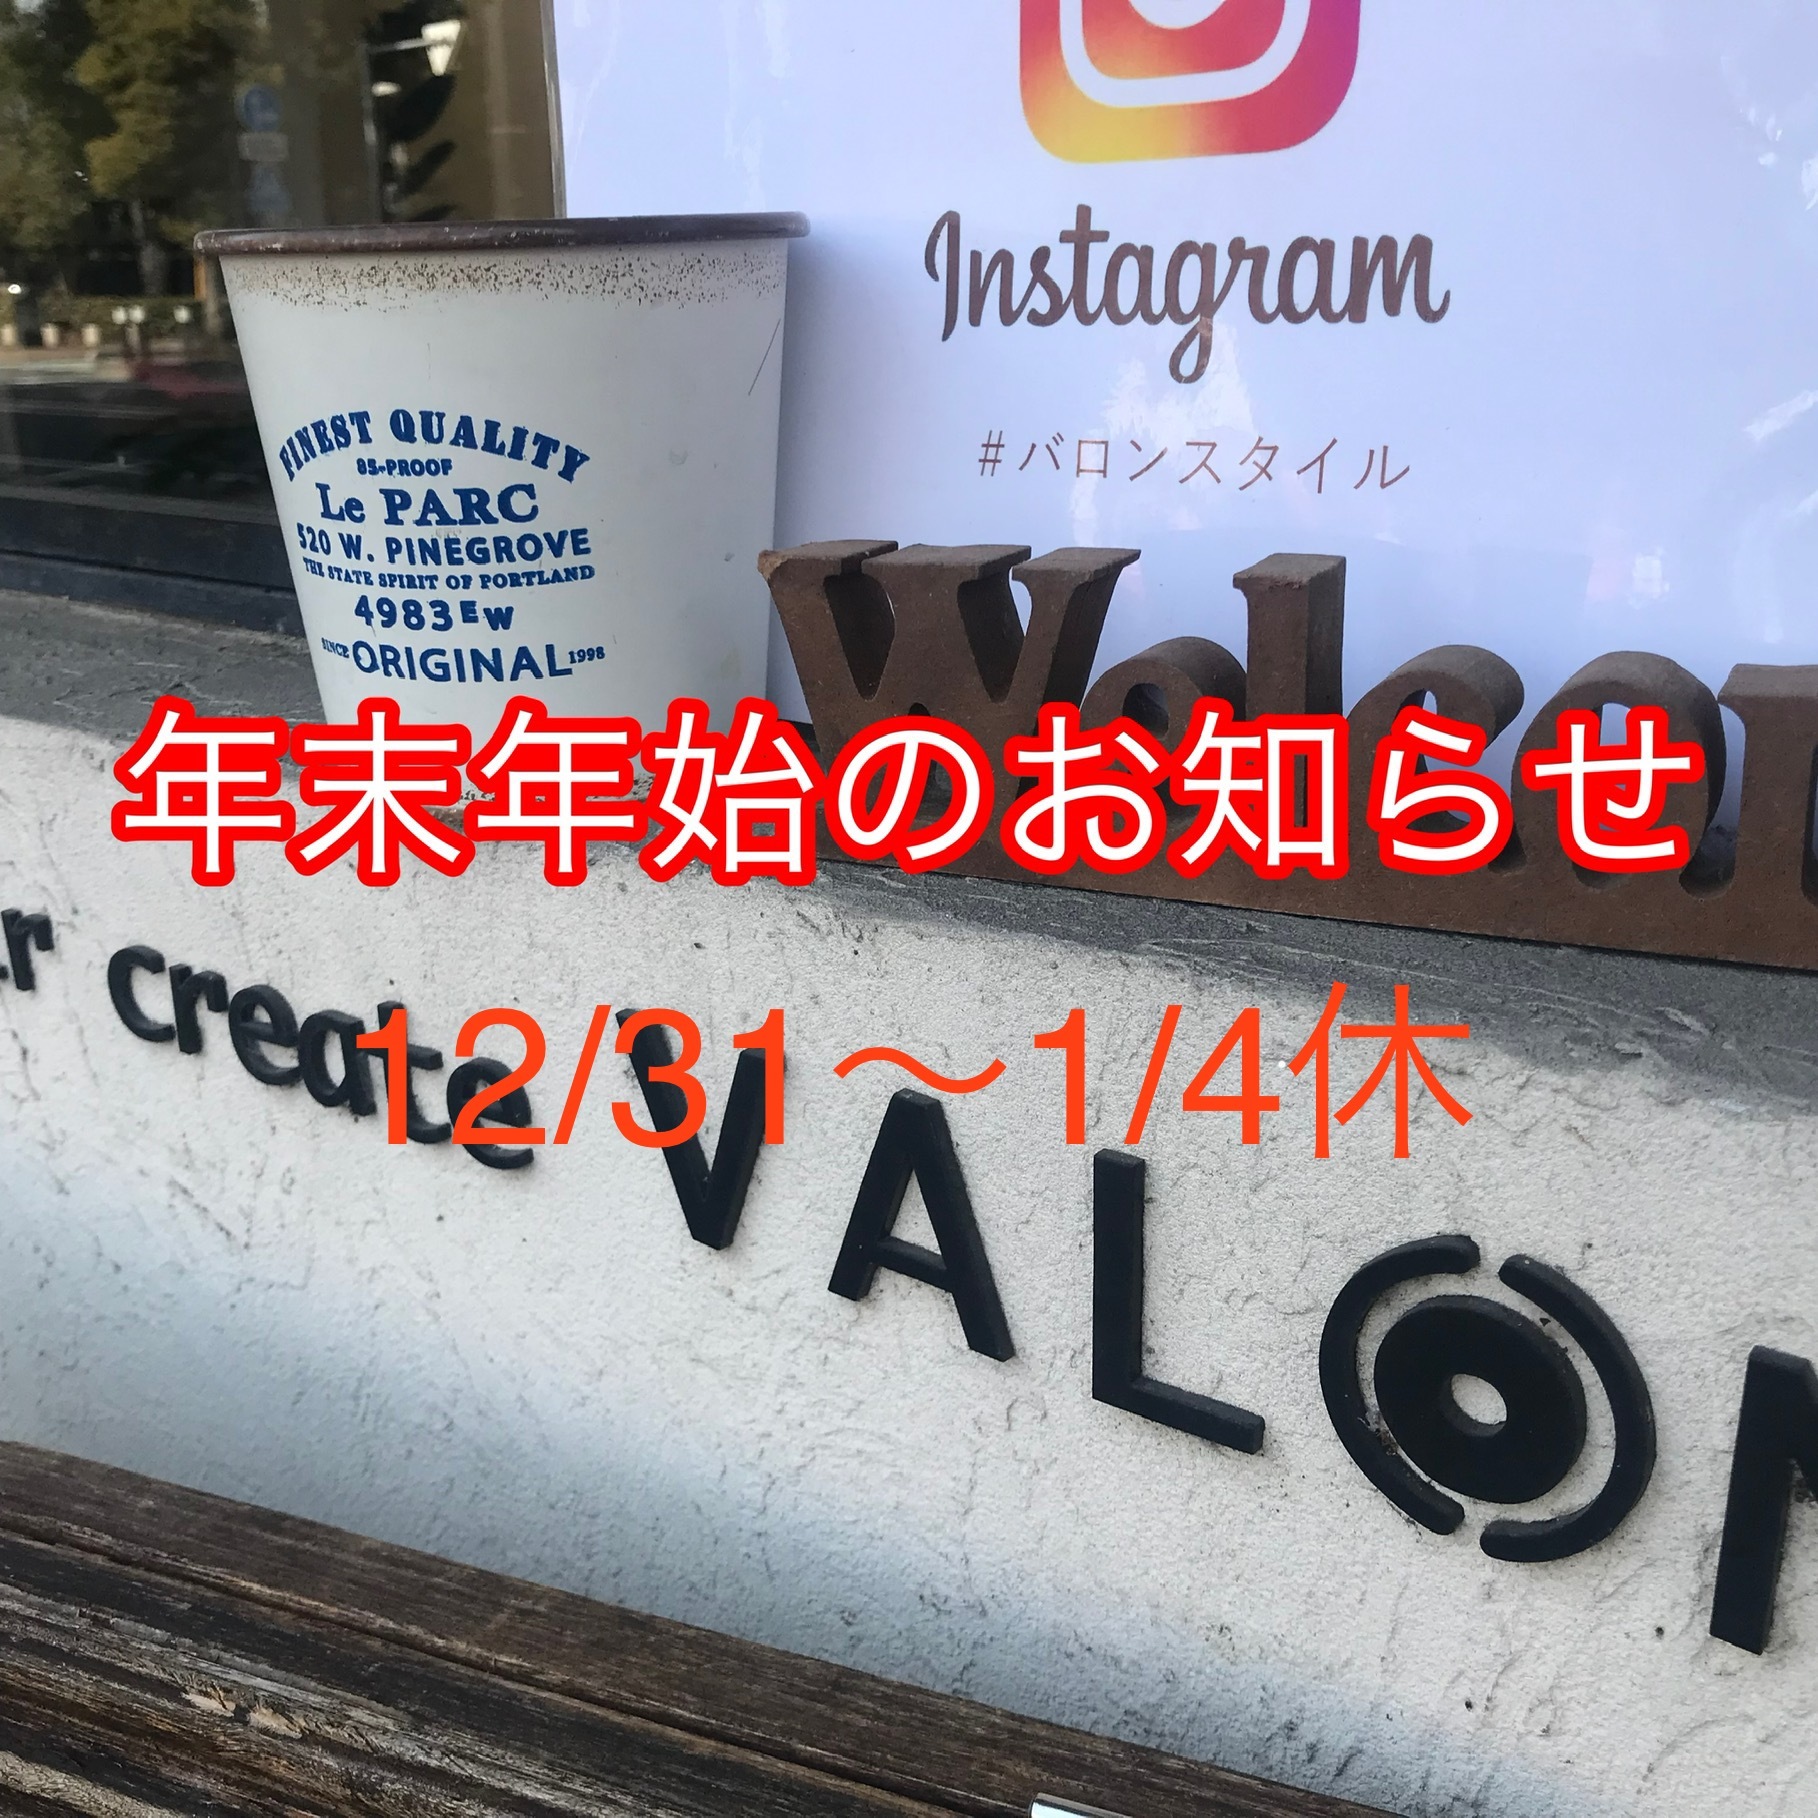 Instagram
#バロンスタイル
FINEST QUALITY
85-PROOF
Le PARC
520 W. PINEGROVE
THE STATE SPIRIT OF PORTLAND
4983EW
SINCE ORIGINAL 1998
年末年始のお知らせ
12/31〜1/4休
create VALO